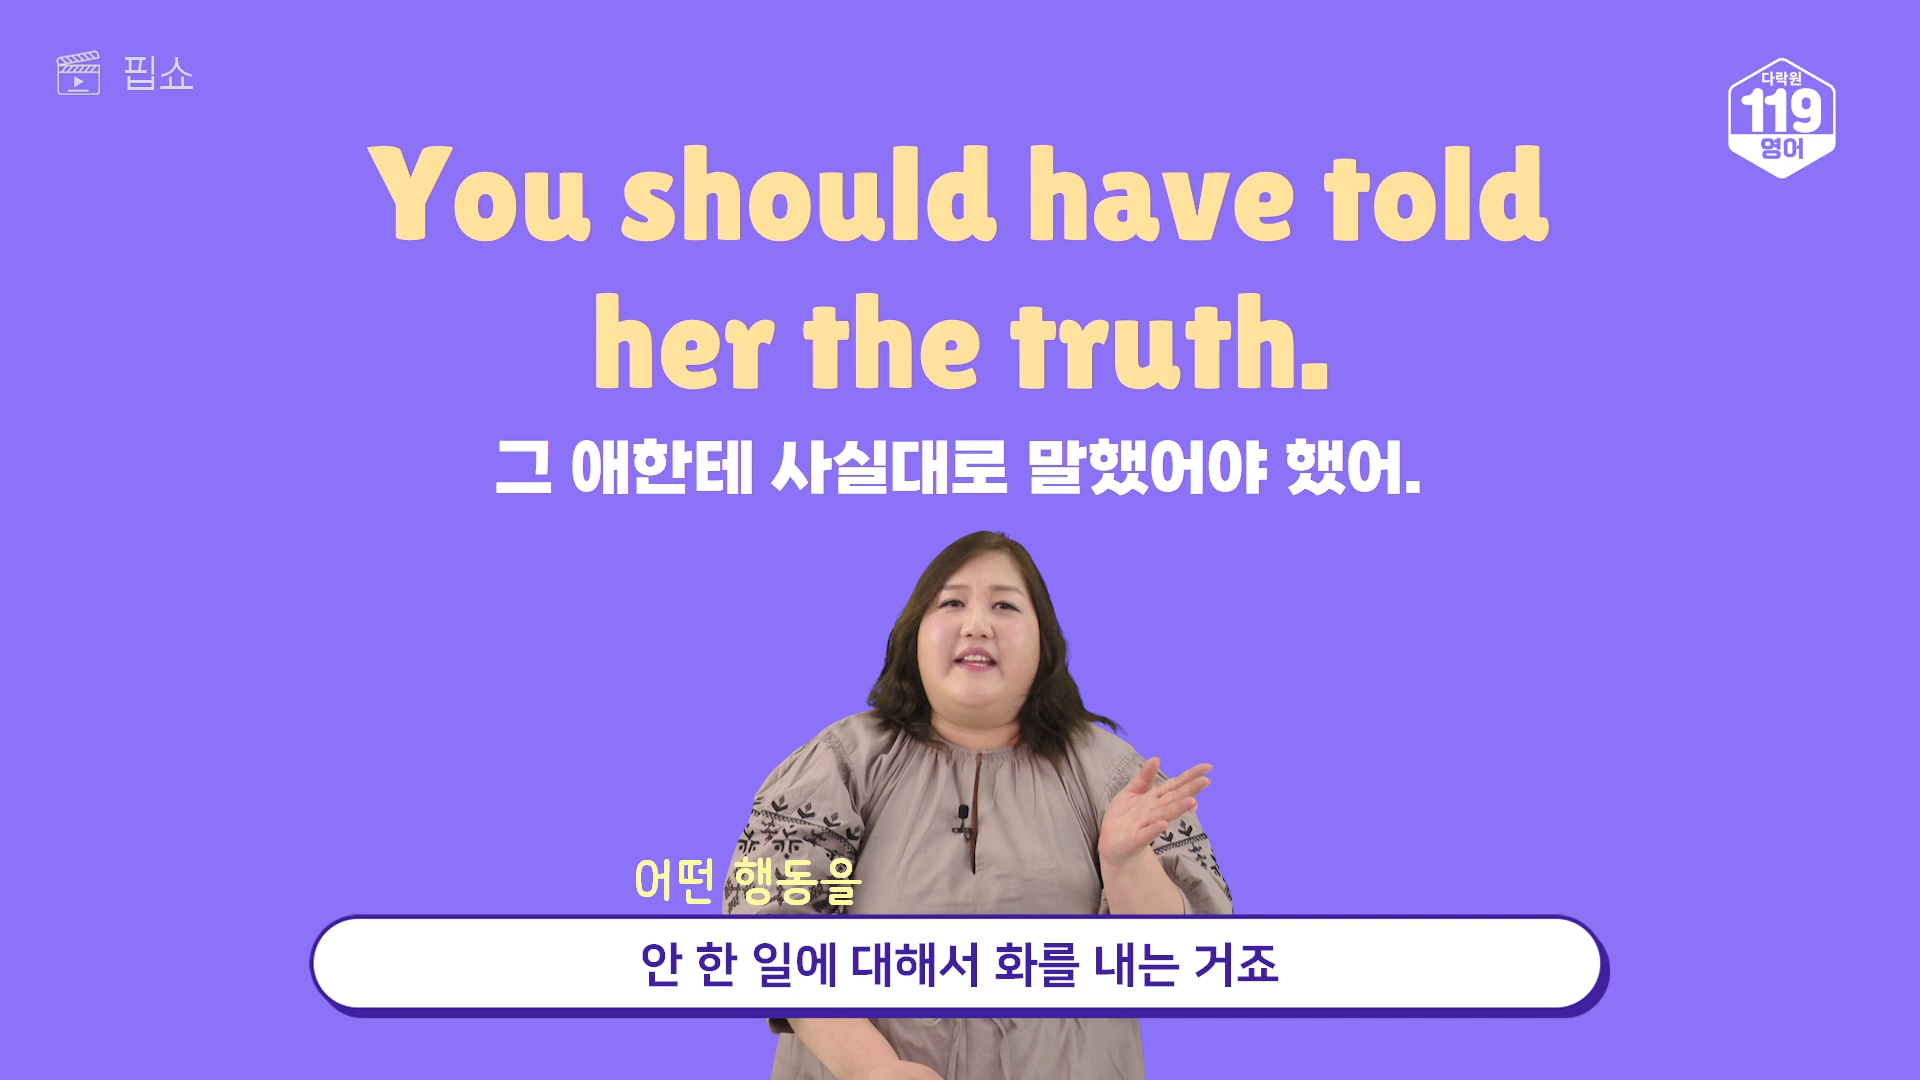 핍쇼
다락원
119
영어
You should have told
her the truth.
그 애한테 사실대로 말했어야 했어.
어떤 행동을
안 한 일에 대해서 화를 내는 거죠